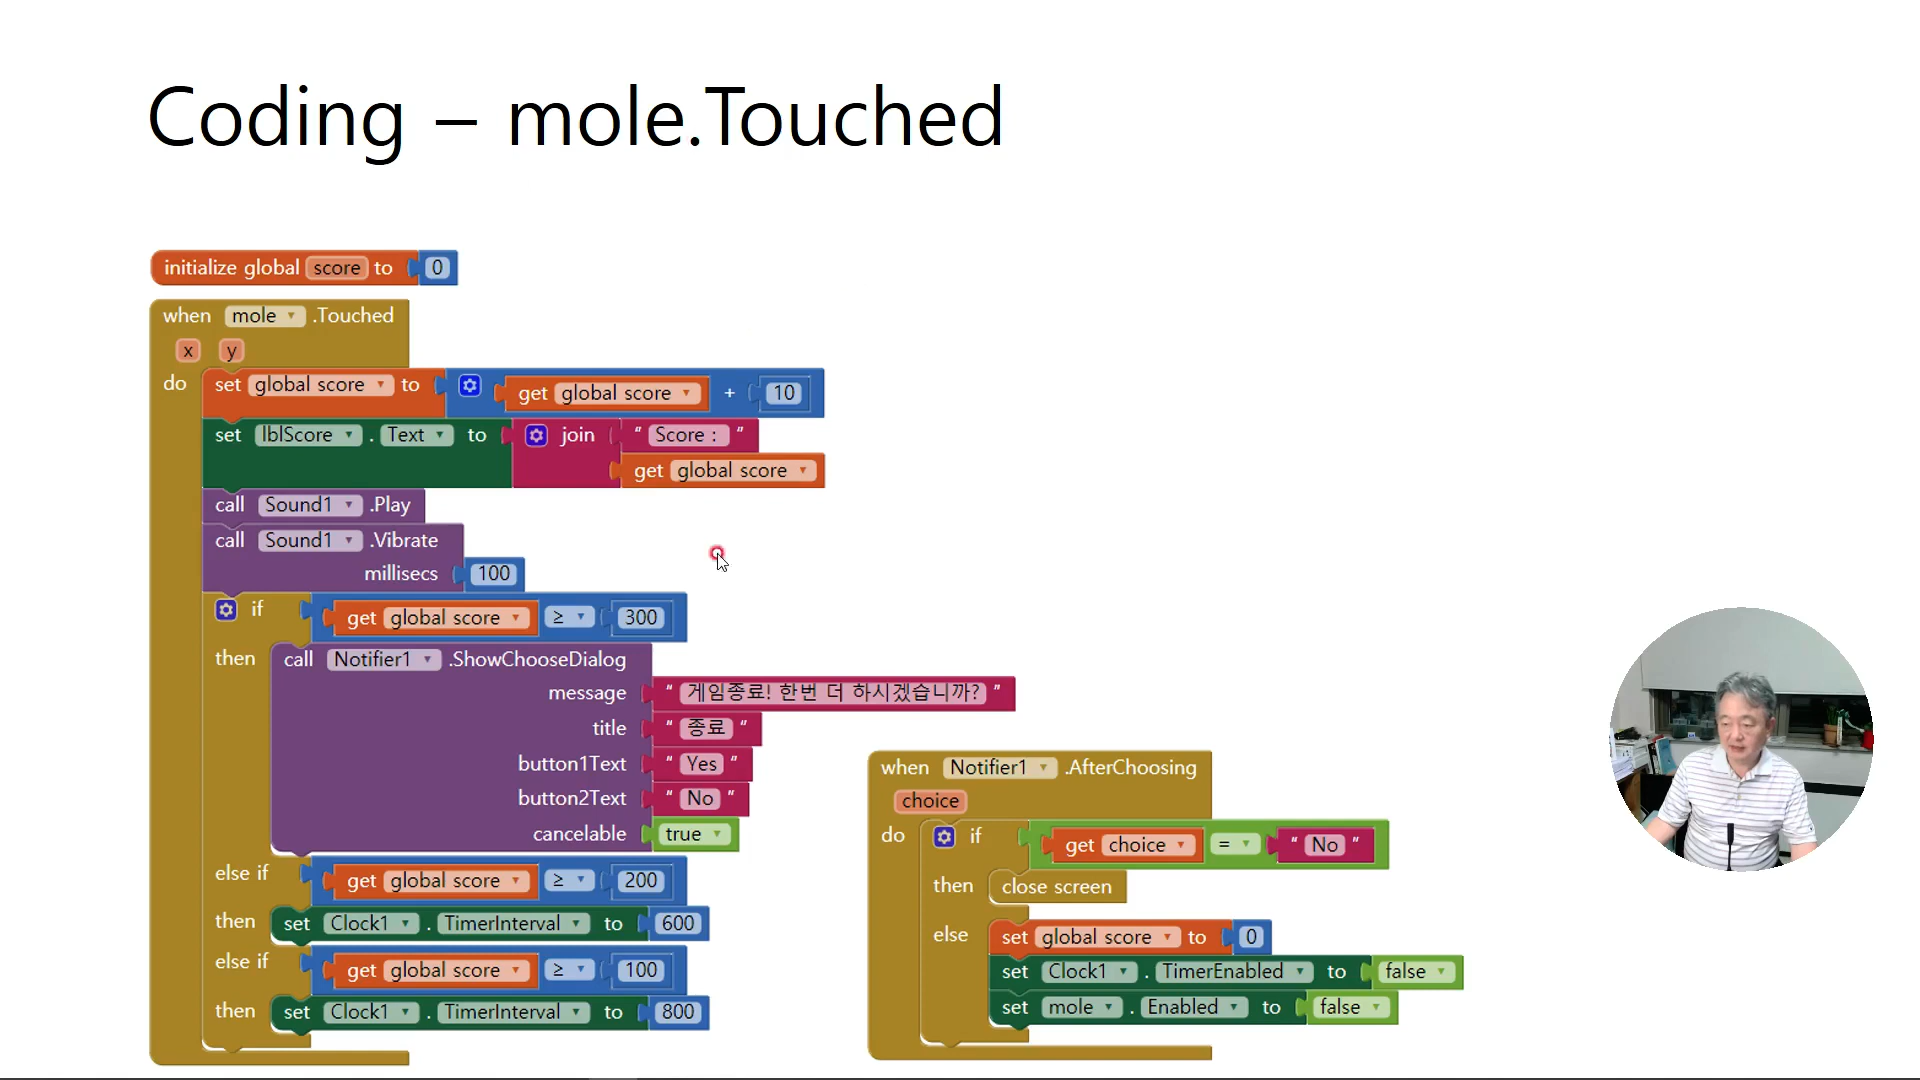 Coding – mole.Touched
initialize global score to 0
when mole .Touched
x y
do set global score to get global score + 10
set lblScore . Text to join " Score : "
get global score
call Sound1 .Play
call Sound1 .Vibrate
millisecs 100
if get global score ≥ 300
then call Notifier1 .ShowChooseDialog
message " 게임종료! 한번 더 하시겠습니까? "
title " 종료 "
button1Text " Yes "
button2Text " No "
cancelable true
else if get global score ≥ 200
then set Clock1 . TimerInterval to 600
else if get global score ≥ 100
then set Clock1 . TimerInterval to 800
when Notifier1 .AfterChoosing
choice
do if get choice = " No "
then close screen
else set global score to 0
set Clock1 . TimerEnabled to false
set mole . Enabled to false